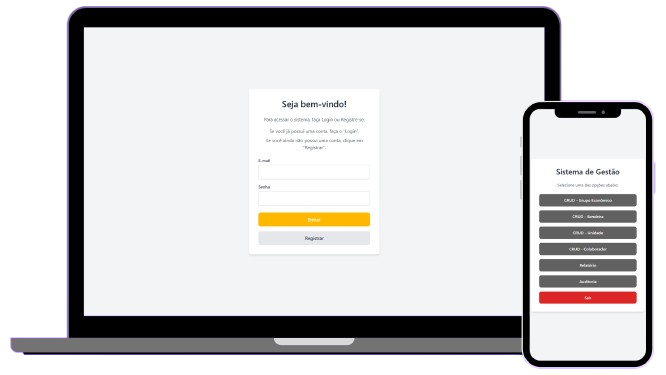 Seja bem-vindo!
Para acessar o sistema, faça Login ou Registre-se.
Se você já possui uma conta, faça o "Login".
Se você ainda não possui uma conta, clique em
"Registrar".
E-mail
Senha
Entrar
Registrar
Sistema de Gestão
Selecione uma das opções abaixo:
CRUD - Grupo Econômico
CRUD - Bandeira
CRUD - Unidade
CRUD - Colaborador
Relatório
Auditoria
Sair